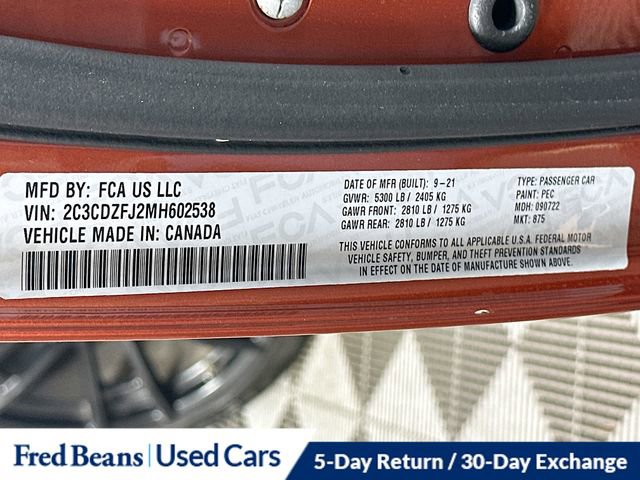 MFD BY: FCA US LLC
VIN: 2C3CDZFJ2MH602538
VEHICLE MADE IN: CANADA
DATE OF MFR (BUILT): 9-21
GVWR: 5300 LB / 2405 KG
GAWR FRONT: 2810 LB / 1275 KG
GAWR REAR: 2810 LB / 1275 KG
TYPE: PASSENGER CAR
PAINT: PEC
MDH: 090722
MKT: 875
THIS VEHICLE CONFORMS TO ALL APPLICABLE U.S.A. FEDERAL MOTOR
VEHICLE SAFETY, BUMPER, AND THEFT PREVENTION STANDARDS
IN EFFECT ON THE DATE OF MANUFACTURE SHOWN ABOVE.
Fred Beans | Used Cars
5-Day Return / 30-Day Exchange